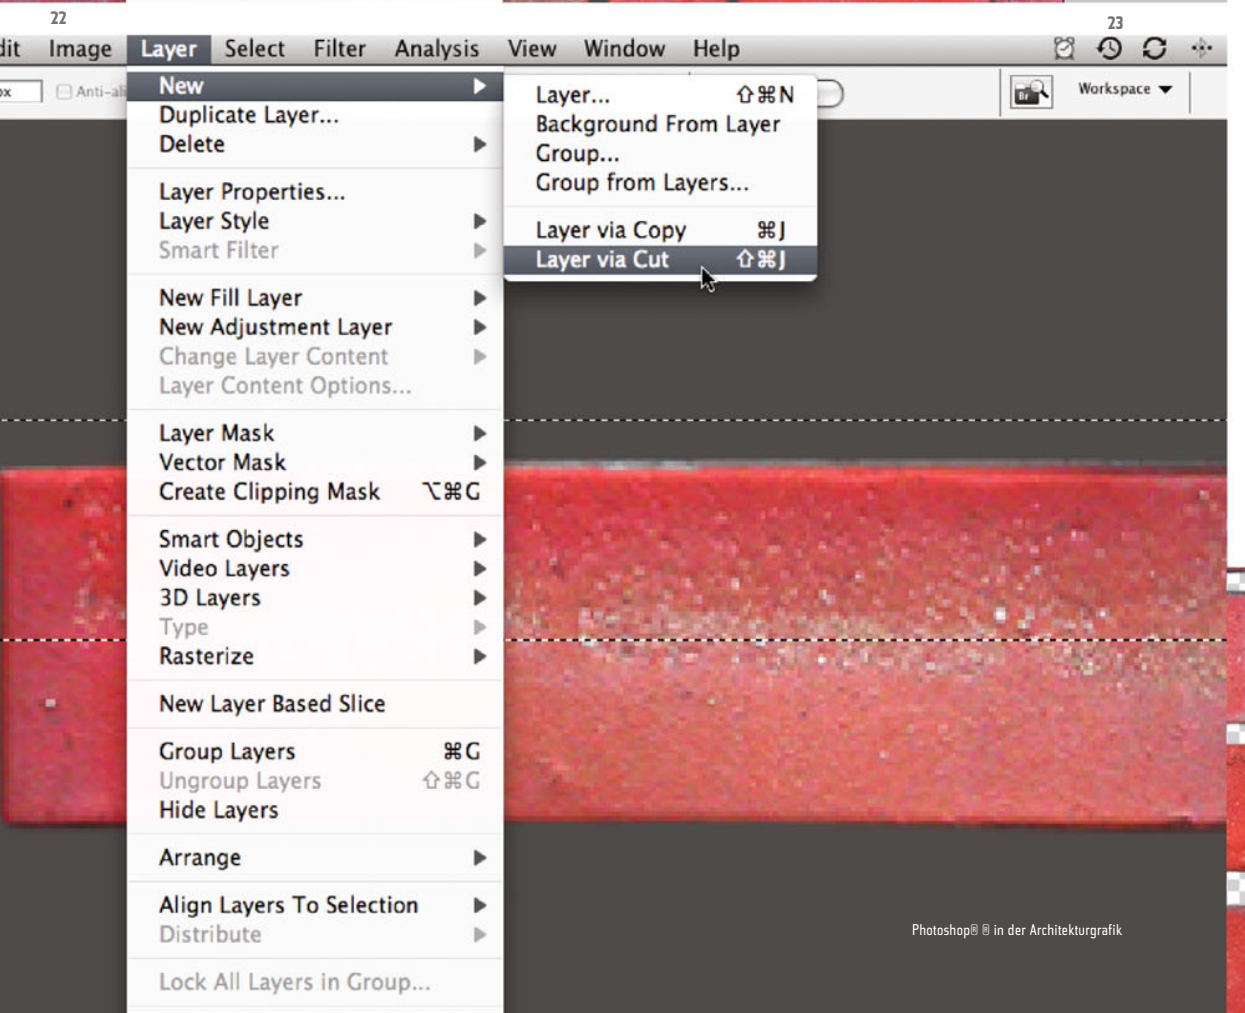 22
23
dit Image Layer Select Filter Analysis View Window Help
px Anti-ali Workspace
Br
New
Duplicate Layer...
Delete
Layer Properties...
Layer Style
Smart Filter
New Fill Layer
New Adjustment Layer
Change Layer Content
Layer Content Options...
Layer Mask
Vector Mask
Create Clipping Mask ⌥⌘G
Smart Objects
Video Layers
3D Layers
Type
Rasterize
New Layer Based Slice
Group Layers ⌘G
Ungroup Layers ⇧⌘G
Hide Layers
Arrange
Align Layers To Selection
Distribute
Lock All Layers in Group...
Layer... ⇧⌘N
Background From Layer
Group...
Group from Layers...
Layer via Copy ⌘J
Layer via Cut ⇧⌘J
Photoshop® ® in der Architekturgrafik